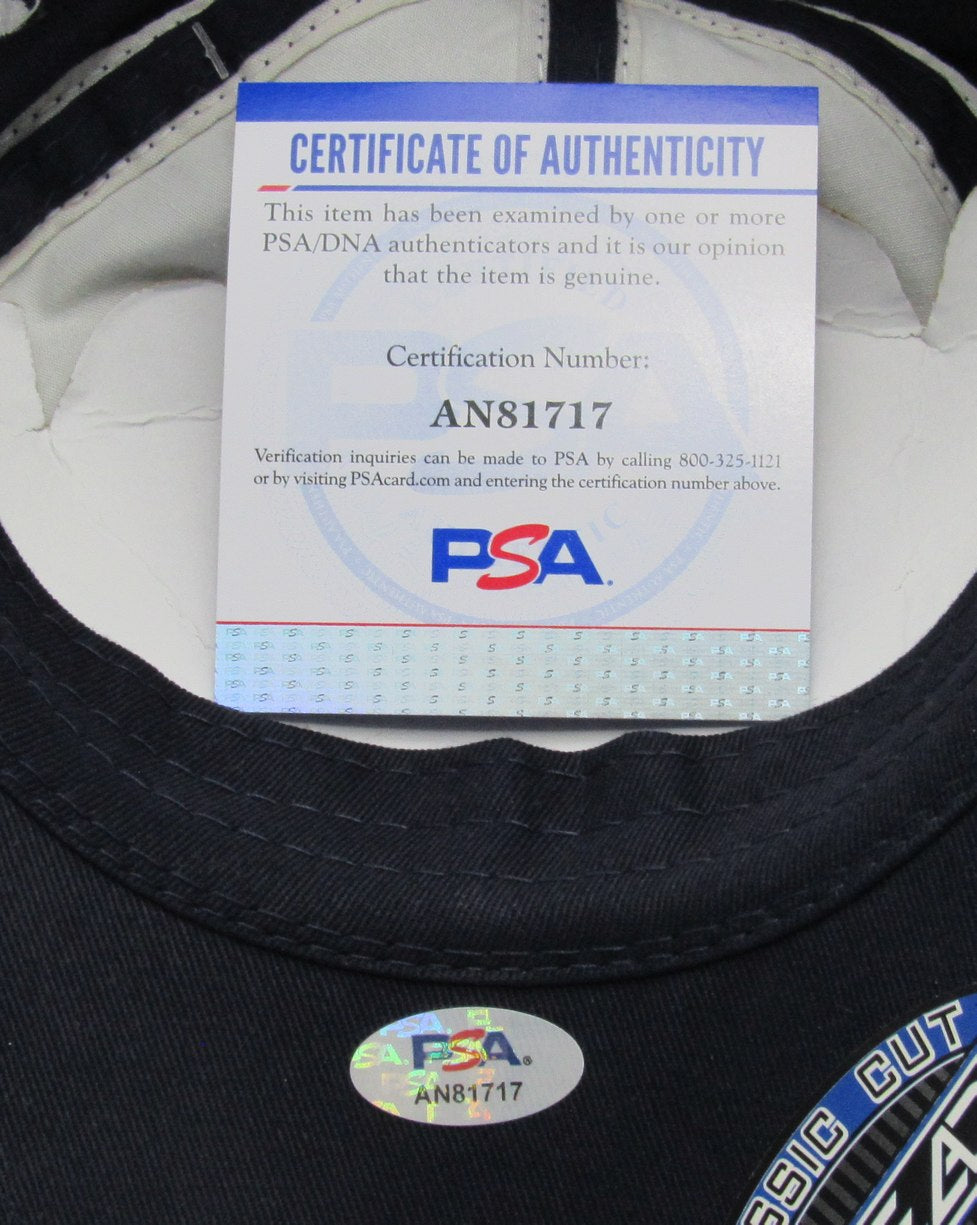 CERTIFICATE OF AUTHENTICITY
This item has been examined by one or more
PSA/DNA authenticators and it is our opinion
that the item is genuine.
Certification Number:
AN81717
Verification inquiries can be made to PSA by calling 800-325-1121
or by visiting PSAcard.com and entering the certification number above.
PSA.
PSA®
AN81717
CUT